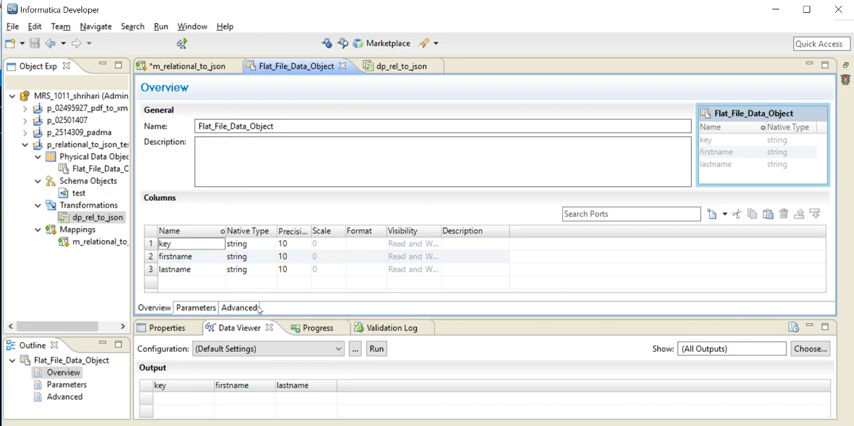 Informatica Developer
File Edit Team Navigate Search Run Window Help
Marketplace
Quick Access
Object Exp
*m_relational_to_json Flat_File_Data_Object dp_rel_to_json
MRS_1011_shrihari (Admin
p_02495927_pdf_to_xm
p_02501407
p_2514309_padma
p_relational_to_json_tes
Physical Data Objec
Flat_File_Data_O
Schema Objects
test
Transformations
dp_rel_to_json
Mappings
m_relational_to_
Overview
General
Name: Flat_File_Data_Object
Description:
Flat_File_Data_Object
Name Native Type
key string
firstname string
lastname string
Columns
Search Ports
Name Native Type Precisi... Scale Format Visibility Description
1 key string 10 0 Read and W...
2 firstname string 10 0 Read and W...
3 lastname string 10 0 Read and W...
Overview Parameters Advanced
Outline
Flat_File_Data_Object
Overview
Parameters
Advanced
Properties Data Viewer Progress Validation Log
Configuration: (Default Settings) ... Run Show: (All Outputs) Choose...
Output
key firstname lastname